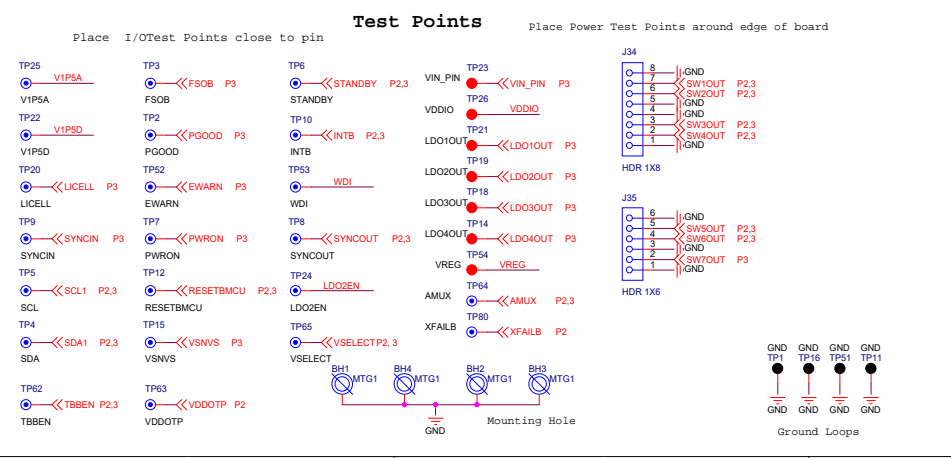 Test Points
Place I/OTest Points close to pin
Place Power Test Points around edge of board
TP25
V1P5A
V1P5A
TP3
FSOB P3
FSOB
TP6
STANDBY P2,3
STANDBY
TP22
V1P5D
V1P5D
TP2
PGOOD P3
PGOOD
TP10
INTB P2,3
INTB
TP20
LICELL P3
LICELL
TP52
EWARN P3
EWARN
TP53
WDI
WDI
TP9
SYNCIN P3
SYNCIN
TP7
PWRON P3
PWRON
TP8
SYNCOUT P2,3
SYNCOUT
TP5
SCL1 P2,3
SCL
TP12
RESETBMCU P2,3
RESETBMCU
TP24
LDO2EN
LDO2EN
TP4
SDA1 P2,3
SDA
TP15
VSNVS P3
VSNVS
TP65
VSELECT P2, 3
VSELECT
TP62
TBBEN P2,3
TBBEN
TP63
VDDOTP P2
VDDOTP
TP23
VIN_PIN
VIN_PIN P3
TP26
VDDIO
VDDIO
TP21
LDO1OUT
LDO1OUT P3
TP19
LDO2OUT
LDO2OUT P3
TP18
LDO3OUT
LDO3OUT P3
TP14
LDO4OUT
LDO4OUT P3
TP54
VREG
VREG
TP64
AMUX
AMUX P2,3
TP80
XFAILB
XFAILB P2
J34
8 GND
7 SW1OUT P2,3
6 SW2OUT P2,3
5 GND
4 GND
3 SW3OUT P2,3
2 SW4OUT P2,3
1 GND
HDR 1X8
J35
6 GND
5 SW5OUT P2,3
4 SW6OUT P2,3
3 GND
2 SW7OUT P3
1 GND
HDR 1X6
BH1 BH4 BH2 BH3
MTG1 MTG1 MTG1 MTG1
GND
Mounting Hole
GND GND GND GND
TP1 TP16 TP51 TP11
GND GND GND GND
Ground Loops